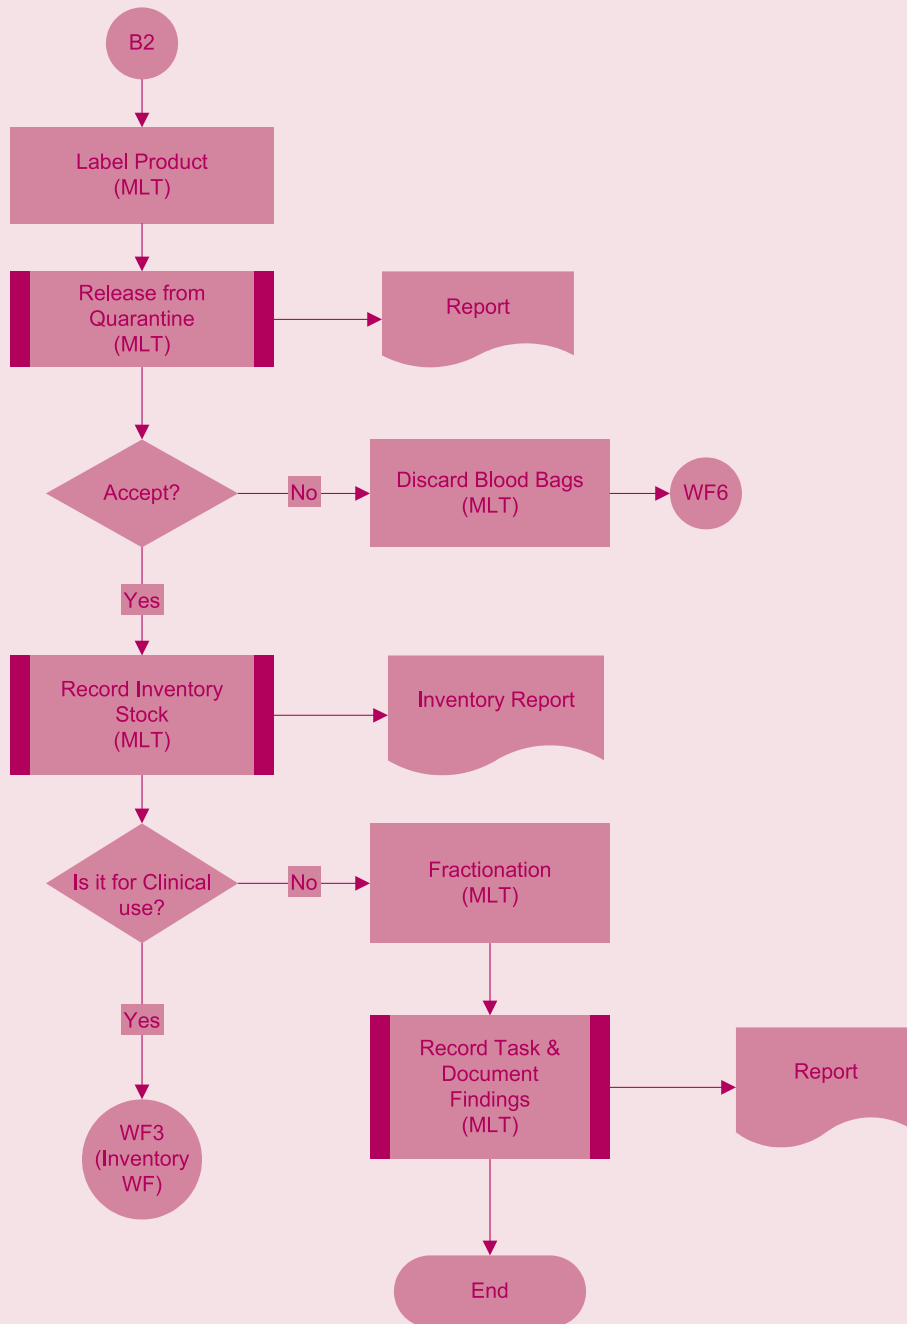 B2
Label Product
(MLT)
Release from
Quarantine
(MLT)
Report
Accept?
No
Discard Blood Bags
(MLT)
WF6
Yes
Record Inventory
Stock
(MLT)
Inventory Report
Is it for Clinical
use?
No
Fractionation
(MLT)
Yes
Record Task &
Document
Findings
(MLT)
Report
WF3
(Inventory
WF)
End